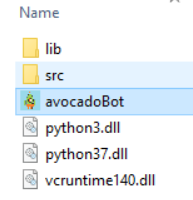 Name
lib
src
avocadoBot
python3.dll
python37.dll
vcruntime140.dll